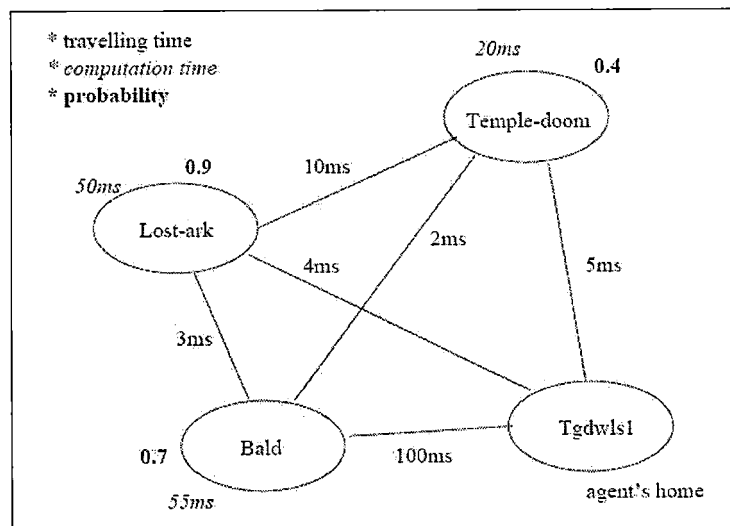 * travelling time
* computation time
* probability
20ms
0.4
Temple-doom
0.9
50ms
10ms
Lost-ark
2ms
4ms
5ms
3ms
Tgdwls1
Bald
0.7
100ms
55ms
agent's home